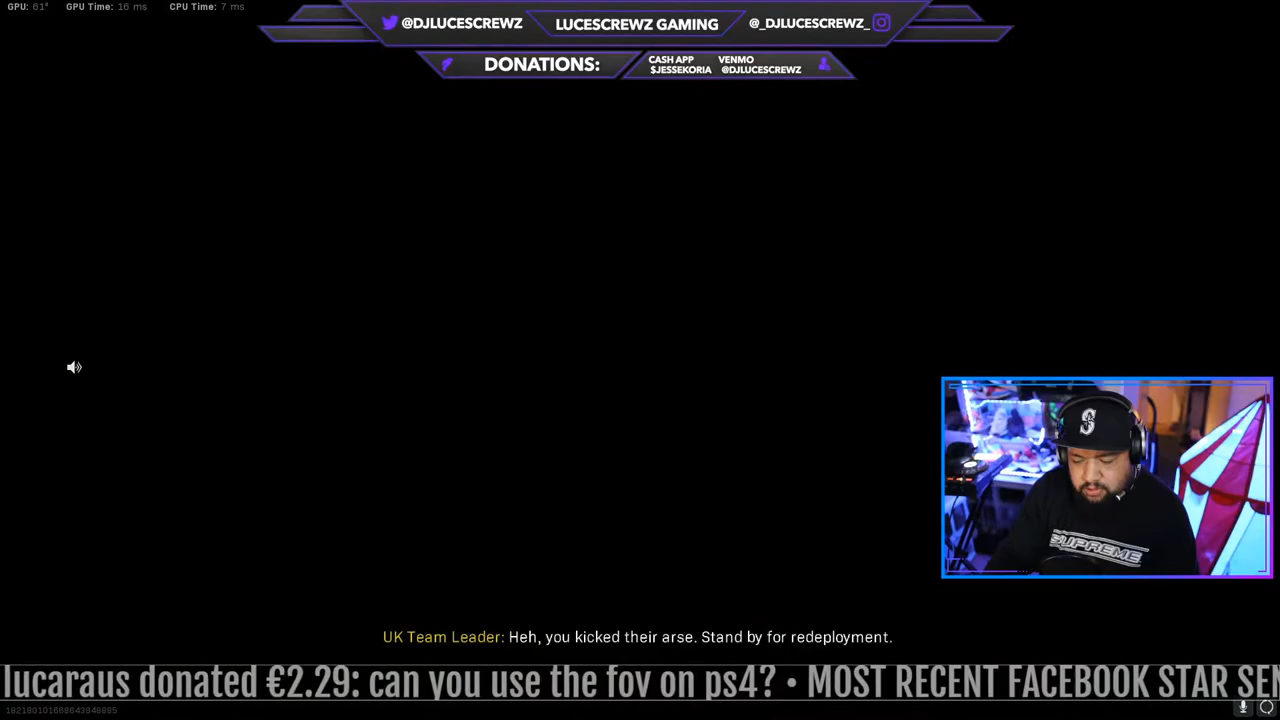 GPU: 61° GPU Time: 16 ms CPU Time: 7 ms
@DJLUCESCREWZ LUCESCREWZ GAMING @_DJLUCESCREWZ_
DONATIONS: CASH APP VENMO
$JESSEKORIA @DJLUCESCREWZ
S
SUPREME
UK Team Leader: Heh, you kicked their arse. Stand by for redeployment.
lucaraus donated €2.29: can you use the fov on ps4? • MOST RECENT FACEBOOK STAR SEN